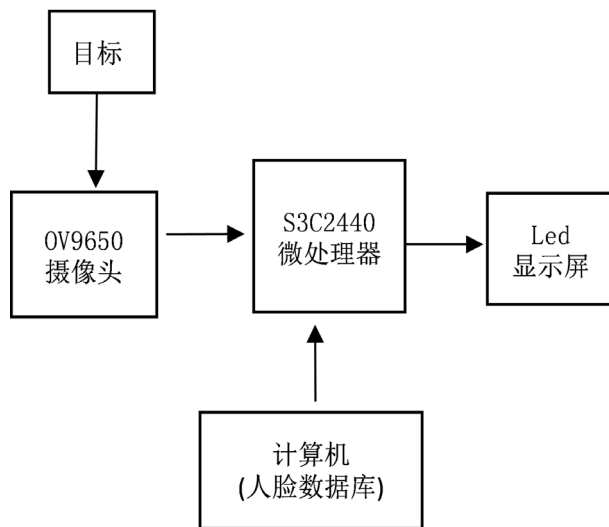 目标
OV9650
摄像头
S3C2440
微处理器
Led
显示屏
计算机
(人脸数据库)